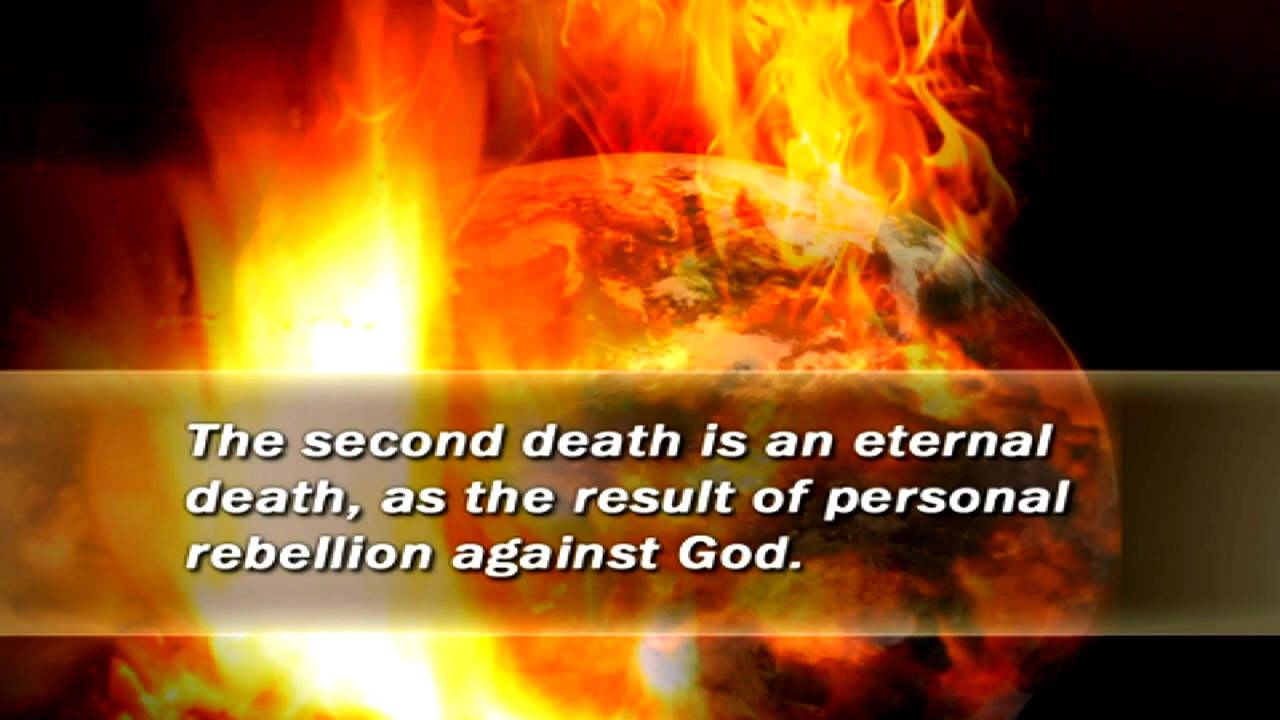 The second death is an eternal
death, as the result of personal
rebellion against God.